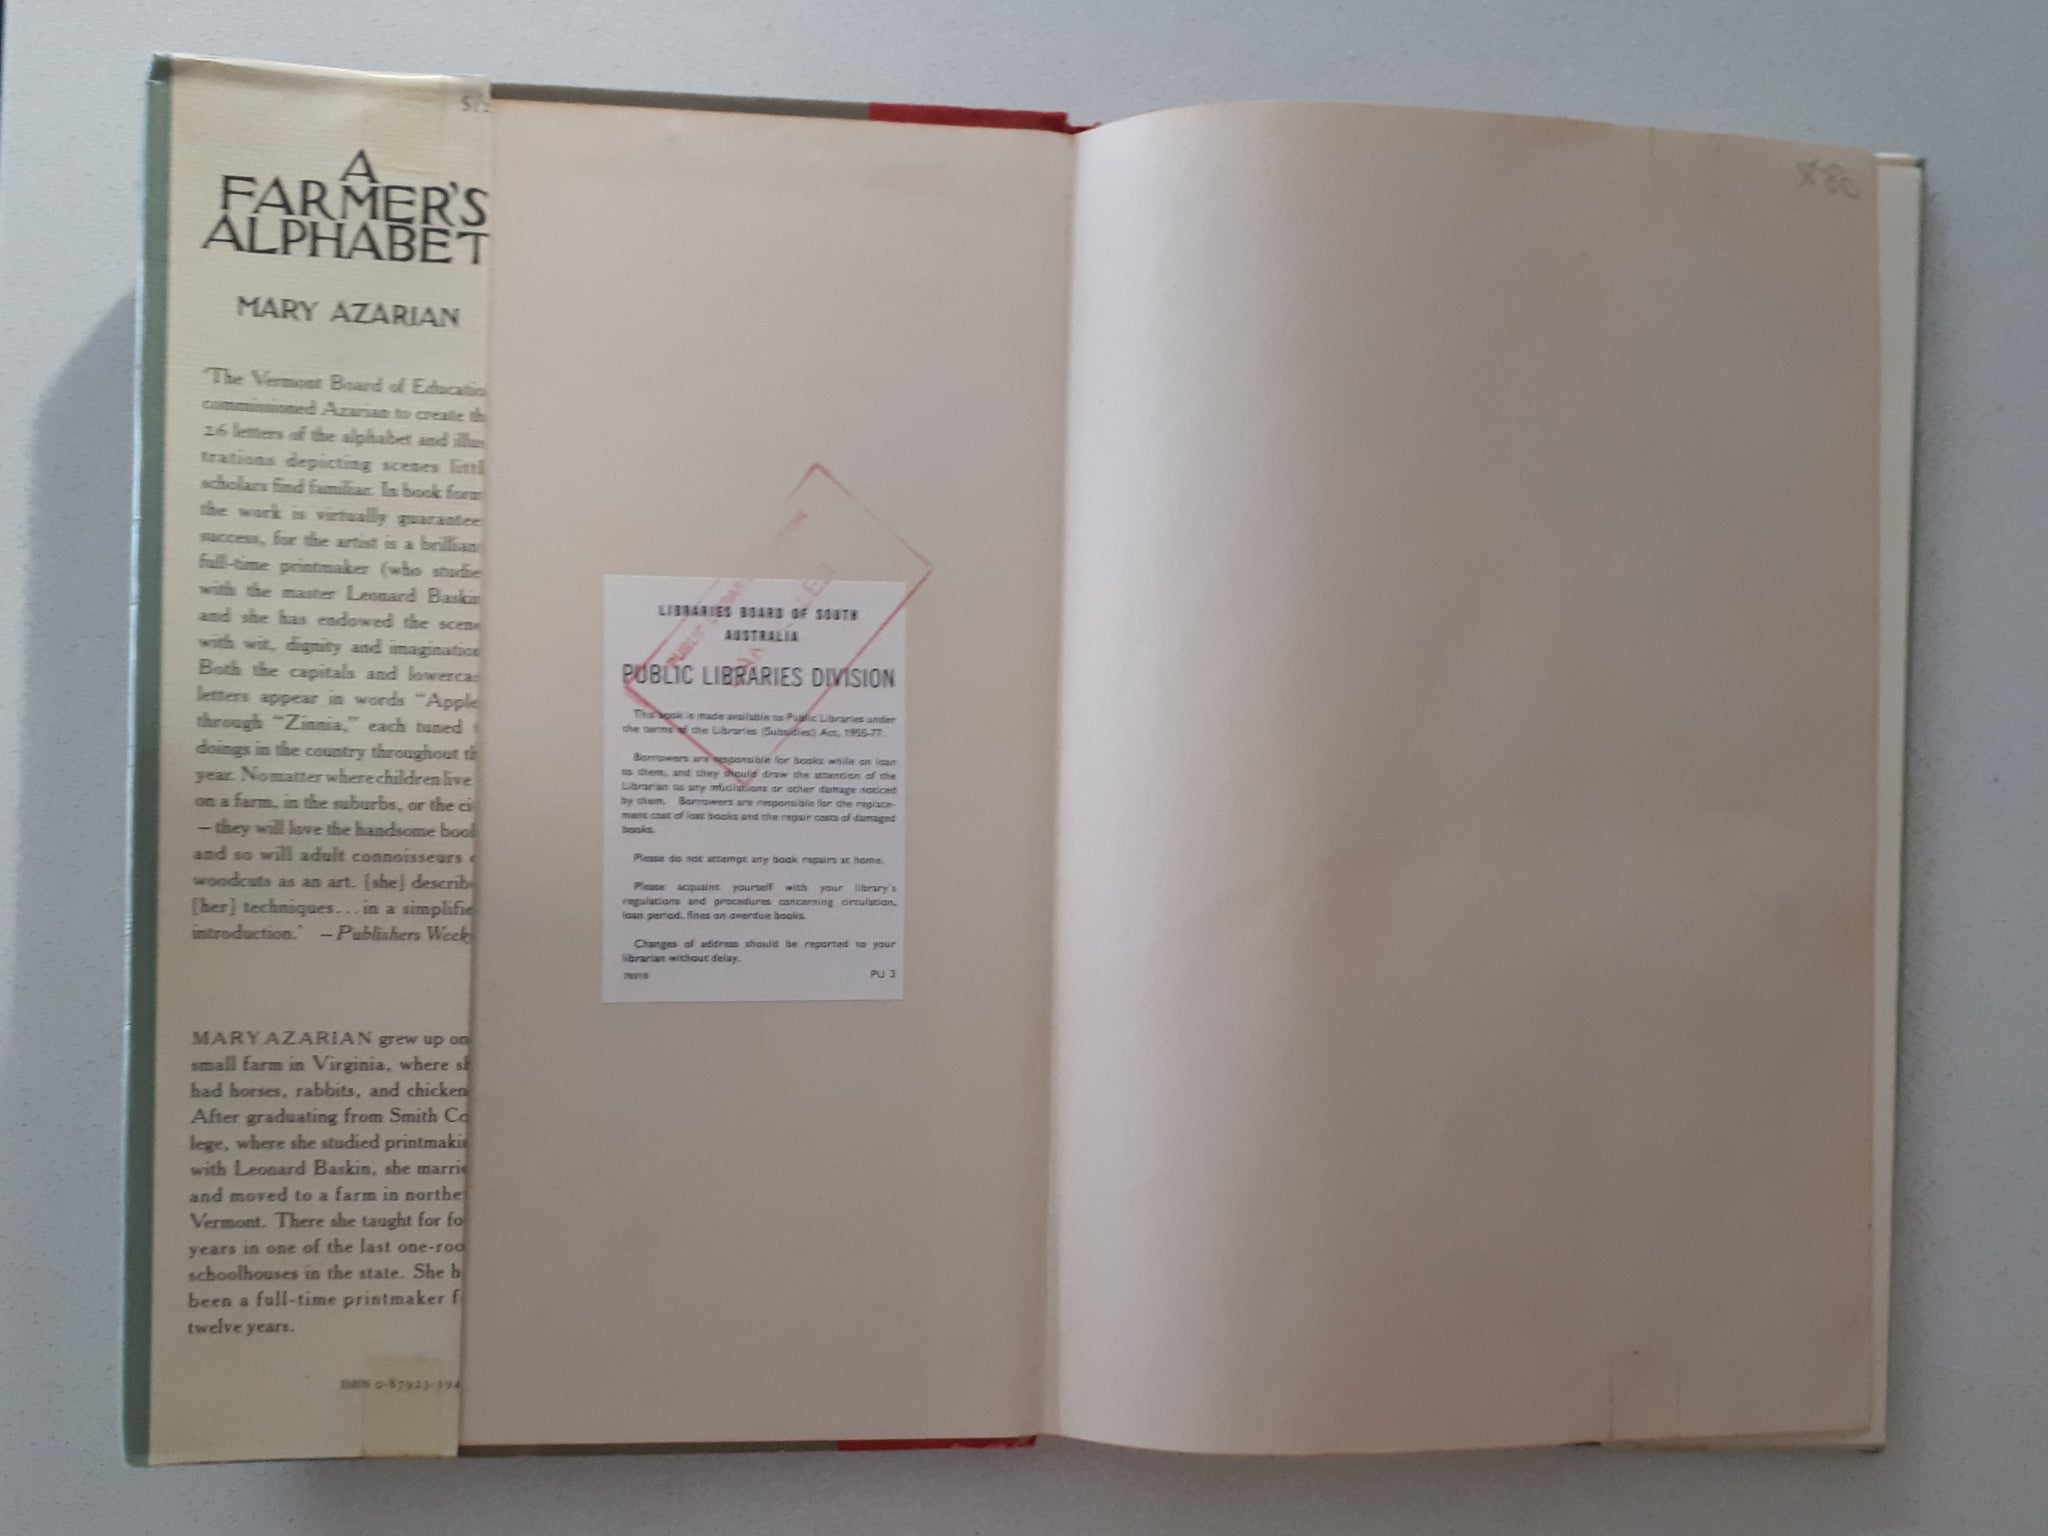 A
FARMER'S
ALPHABET
MARY AZARIAN
'The Vermont Board of Educatio
commissioned Azarian to create th
26 letters of the alphabet and illus
trations depicting scenes littl
scholars find familiar. In book form
the work is virtually guarantee
success, for the artist is a brillian
full-time printmaker (who studie
with the master Leonard Baskin
and she has endowed the scene
with wit, dignity and imagination
Both the capitals and lowercas
letters appear in words "Apple
through "Zinnia," each tuned t
doings in the country throughout th
year. No matter where children live
on a farm, in the suburbs, or the ci
—they will love the handsome book
and so will adult connoisseurs o
woodcuts as an art. [she] describe
[her] techniques...in a simplifie
introduction.' —Publishers Week
MARY AZARIAN grew up on
small farm in Virginia, where sh
had horses, rabbits, and chicken
After graduating from Smith Co
lege, where she studied printmakin
with Leonard Baskin, she marrie
and moved to a farm in northe
Vermont. There she taught for fo
years in one of the last one-roo
schoolhouses in the state. She h
been a full-time printmaker f
twelve years.
ISBN 0-87923-394
LIBRARIES BOARD OF SOUTH
AUSTRALIA
PUBLIC LIBRARIES DIVISION
This book is made available to Public Libraries under
the terms of the Libraries (Subsidies) Act, 1955-77.
Borrowers are responsible for books while on loan
to them, and they should draw the attention of the
Librarian to any mutilations or other damage noticed
by them. Borrowers are responsible for the replace-
ment cost of lost books and the repair costs of damaged
books.
Please do not attempt any book repairs at home.
Please acquaint yourself with your library's
regulations and procedures concerning circulation,
loan period, fines on overdue books.
Changes of address should be reported to your
librarian without delay.
PU 3
PUBLIC
$80